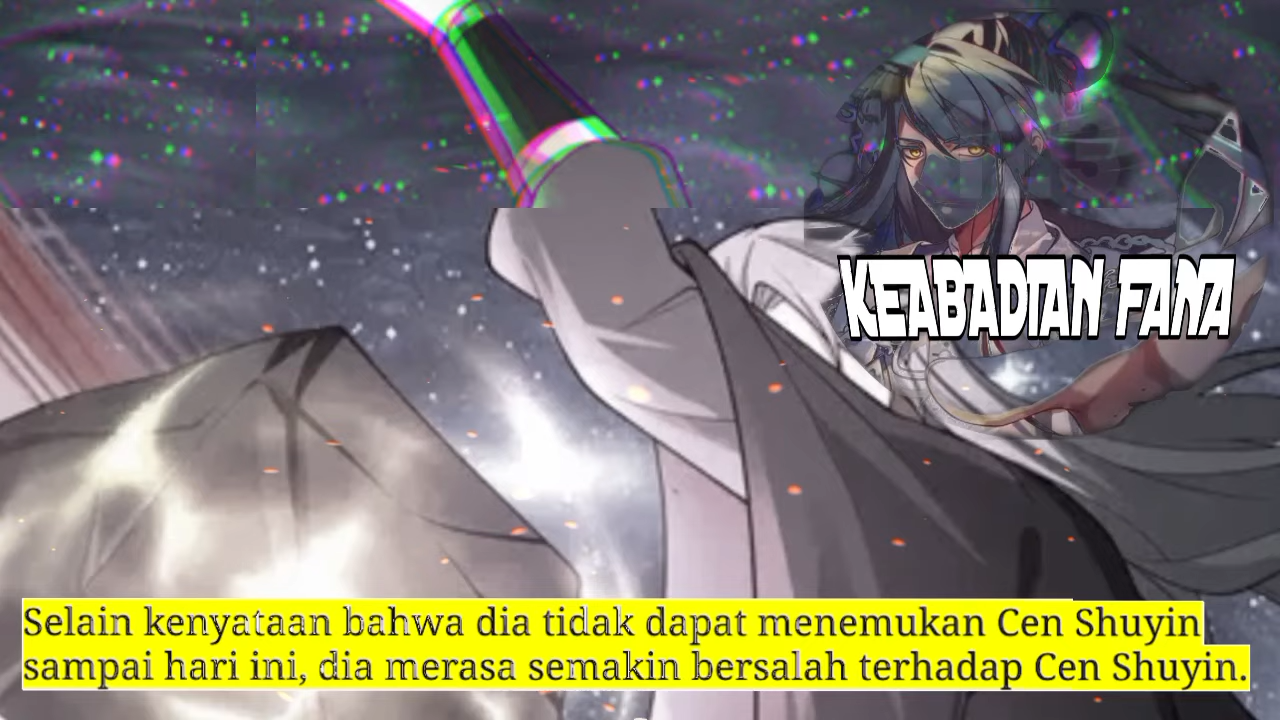 KEABADIAN FANA
Selain kenyataan bahwa dia tidak dapat menemukan Cen Shuyin
sampai hari ini, dia merasa semakin bersalah terhadap Cen Shuyin.